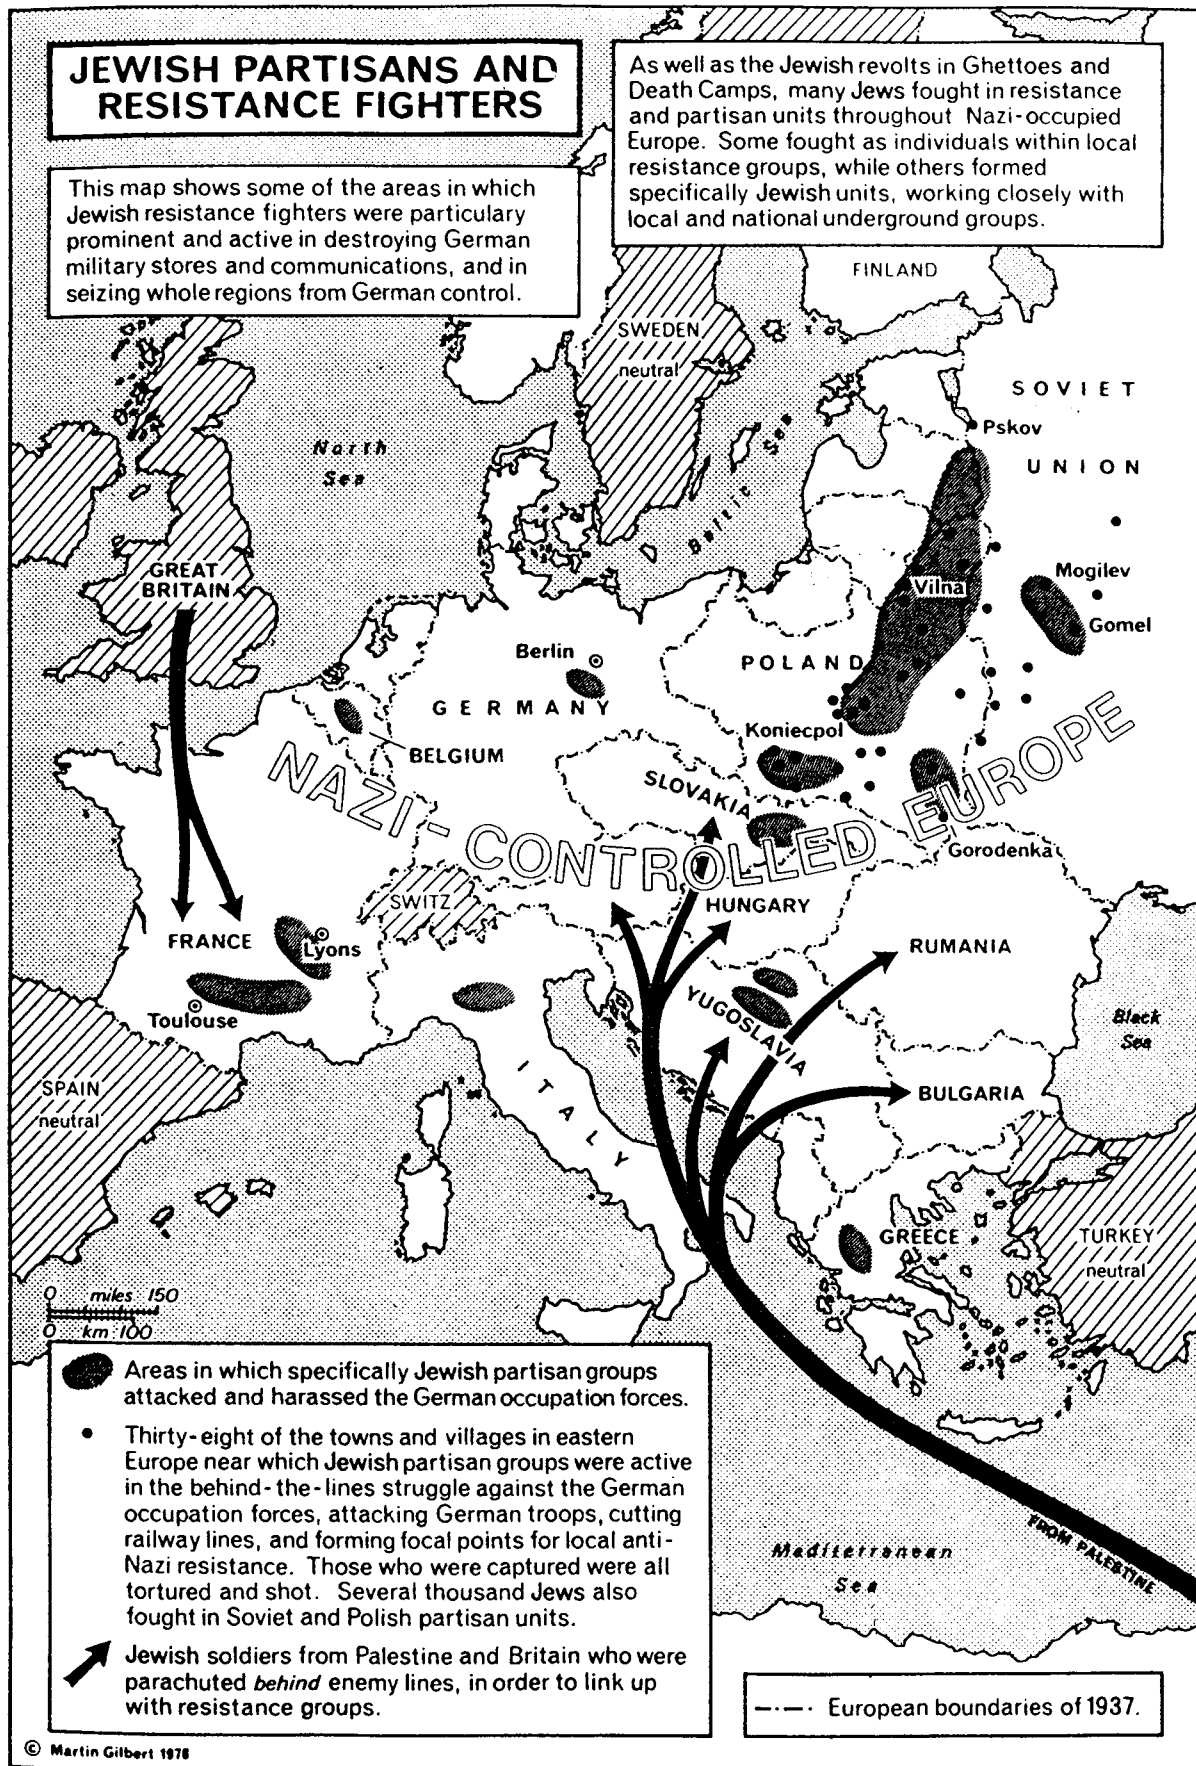 JEWISH PARTISANS AND
RESISTANCE FIGHTERS
As well as the Jewish revolts in Ghettoes and
Death Camps, many Jews fought in resistance
and partisan units throughout Nazi-occupied
Europe. Some fought as individuals within local
resistance groups, while others formed
specifically Jewish units, working closely with
local and national underground groups.
This map shows some of the areas in which
Jewish resistance fighters were particulary
prominent and active in destroying German
military stores and communications, and in
seizing whole regions from German control.
FINLAND
SWEDEN
neutral
SOVIET
UNION
Pskov
North
Sea
Baltic Sea
GREAT
BRITAIN
Vilna
Mogilev
Gomel
Berlin
POLAND
GERMANY
Koniecpol
BELGIUM
NAZI-CONTROLLED EUROPE
SLOVAKIA
Gorodenka
SWITZ
HUNGARY
FRANCE
Lyons
RUMANIA
Toulouse
YUGOSLAVIA
Black
Sea
ITALY
SPAIN
neutral
BULGARIA
GREECE
TURKEY
neutral
0 miles 150
0 km 100
FROM PALESTINE
Mediterranean
Sea
Areas in which specifically Jewish partisan groups
attacked and harassed the German occupation forces.
Thirty-eight of the towns and villages in eastern
Europe near which Jewish partisan groups were active
in the behind-the-lines struggle against the German
occupation forces, attacking German troops, cutting
railway lines, and forming focal points for local anti-
Nazi resistance. Those who were captured were all
tortured and shot. Several thousand Jews also
fought in Soviet and Polish partisan units.
Jewish soldiers from Palestine and Britain who were
parachuted behind enemy lines, in order to link up
with resistance groups.
European boundaries of 1937.
© Martin Gilbert 1978